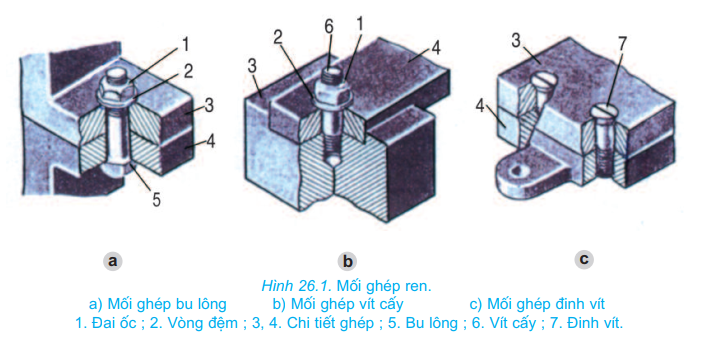 1
2
3
4
5
6
1
2
4
3
3
7
4
a
b
c
Hình 26.1. Mối ghép ren.
a) Mối ghép bu lông b) Mối ghép vít cấy c) Mối ghép đinh vít
1. Đai ốc ; 2. Vòng đệm ; 3, 4. Chi tiết ghép ; 5. Bu lông ; 6. Vít cấy ; 7. Đinh vít.